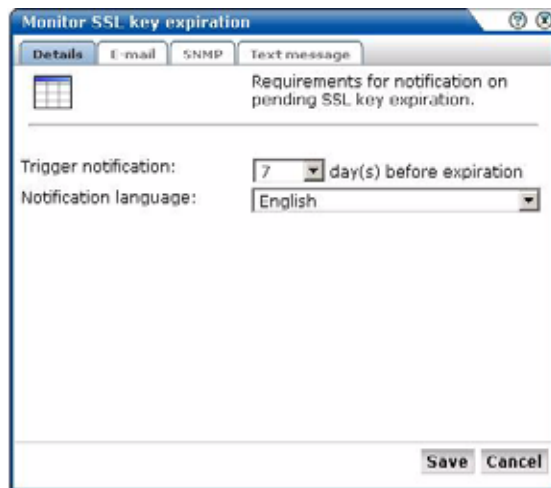 Monitor SSL key expiration
Details E-mail SNMP Text message
Requirements for notification on
pending SSL key expiration.
Trigger notification: 7 day(s) before expiration
Notification language: English
Save Cancel